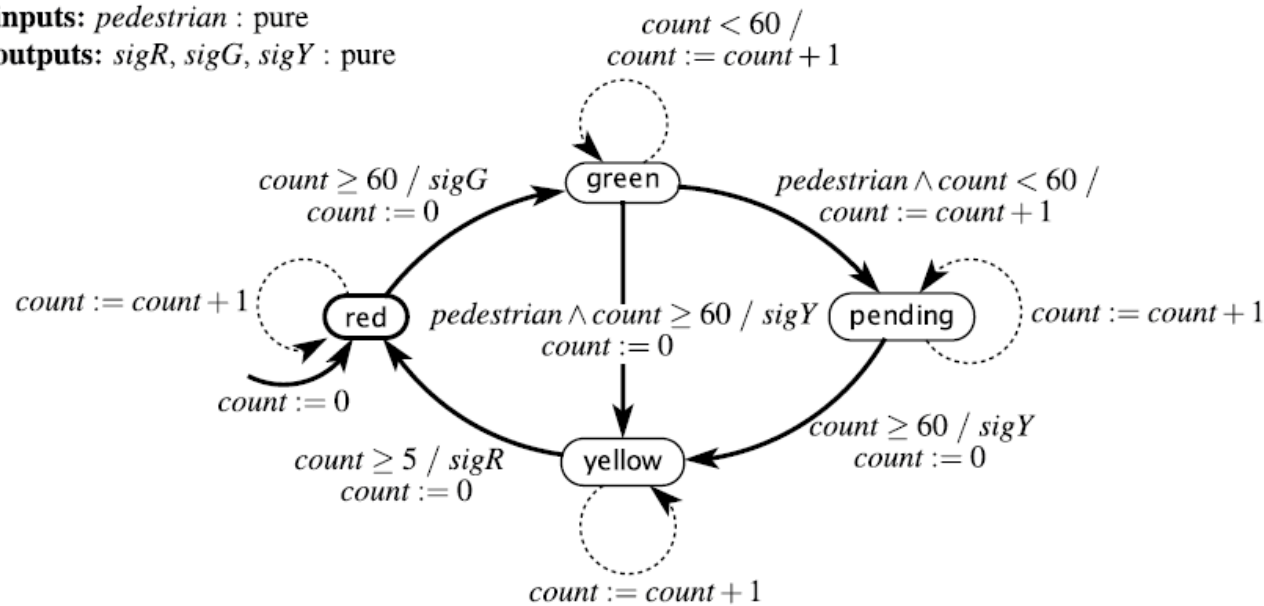 inputs: pedestrian : pure
outputs: sigR, sigG, sigY : pure
count < 60 /
count := count + 1
green
count ≥ 60 / sigG
count := 0
pedestrian ∧ count < 60 /
count := count + 1
count := count + 1
red
pedestrian ∧ count ≥ 60 / sigY
count := 0
pending
count := count + 1
count := 0
count ≥ 5 / sigR
count := 0
yellow
count ≥ 60 / sigY
count := 0
count := count + 1